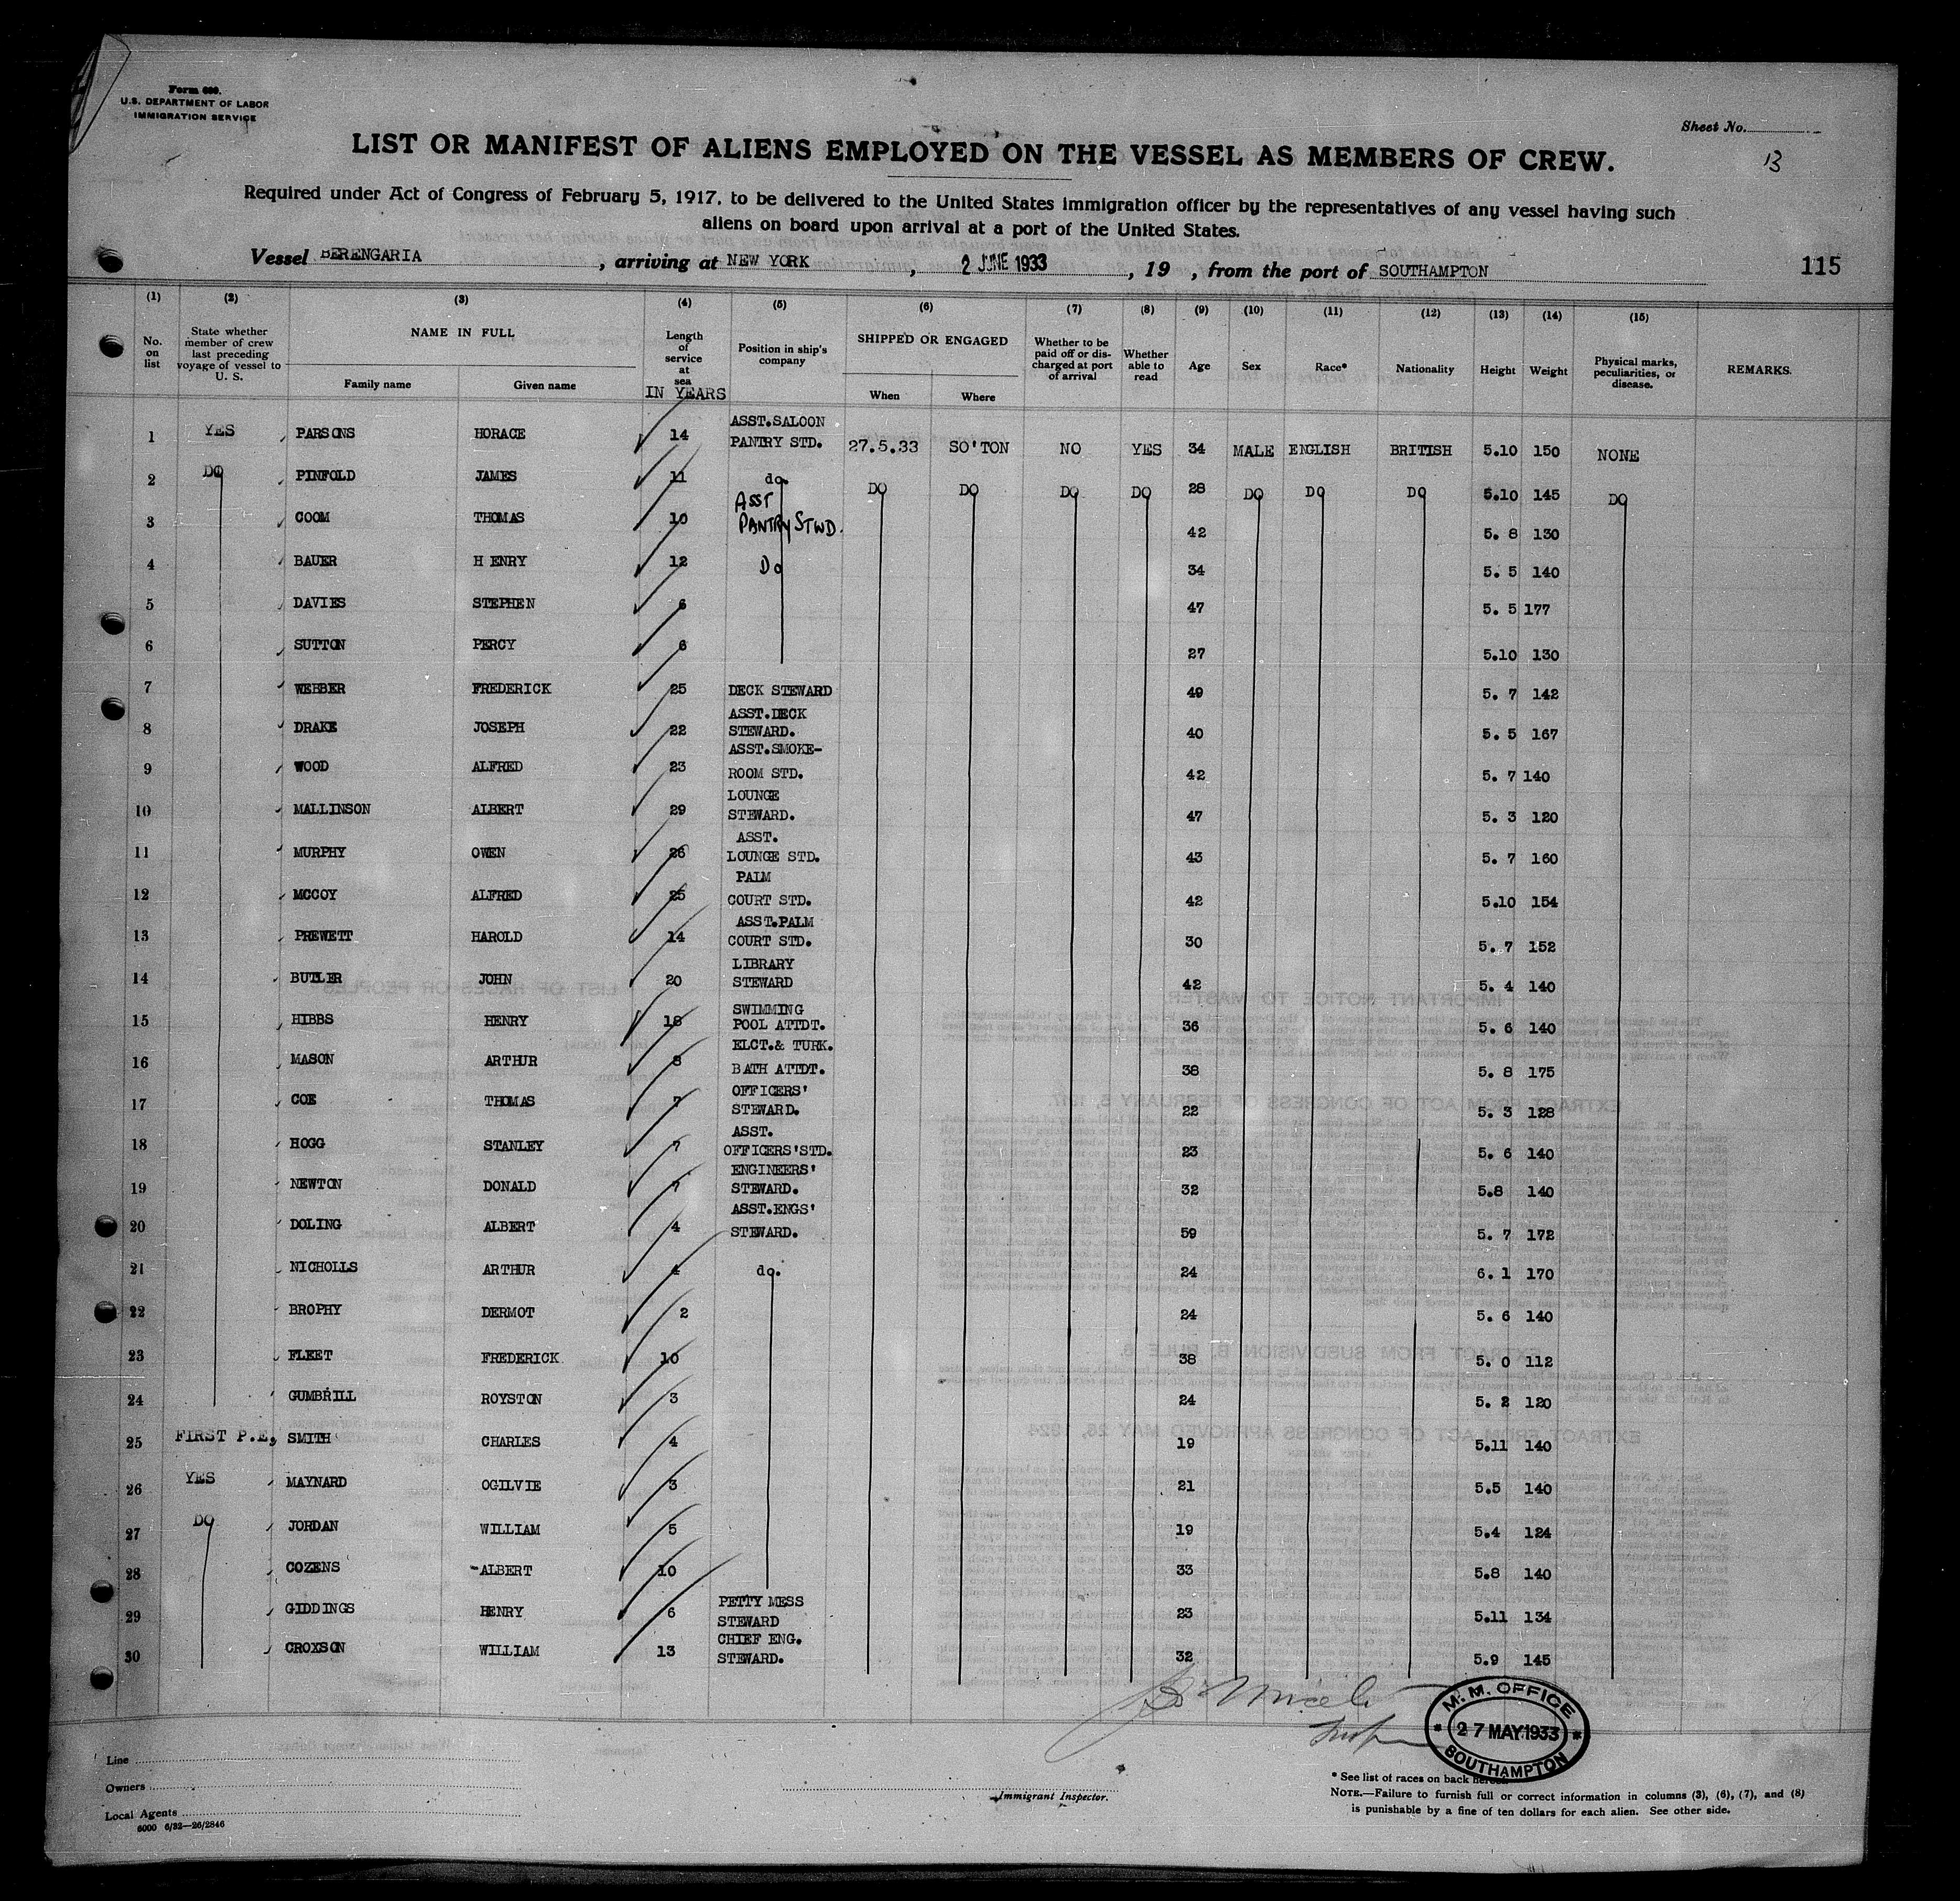 Form 680.
U.S. DEPARTMENT OF LABOR
IMMIGRATION SERVICE
Sheet No.
13
LIST OR MANIFEST OF ALIENS EMPLOYED ON THE VESSEL AS MEMBERS OF CREW.
Required under Act of Congress of February 5, 1917, to be delivered to the United States immigration officer by the representatives of any vessel having such
aliens on board upon arrival at a port of the United States.
Vessel BERENGARIA, arriving at NEW YORK, 2 JUNE 1933, 19 , from the port of SOUTHAMPTON
115
(1) (2) (3) (4) (5) (6) (7) (8) (9) (10) (11) (12) (13) (14) (15)
No. on list State whether member of crew last preceding voyage of vessel to U. S. NAME IN FULL Family name Given name Length of service at sea IN YEARS Position in ship's company SHIPPED OR ENGAGED When Where Whether to be paid off or discharged at port of arrival Whether able to read Age Sex Race* Nationality Height Weight Physical marks, peculiarities, or disease. REMARKS.
1 YES PARSONS HORACE 14 ASST.SALOON PANTRY STD. 27.5.33 SO'TON NO YES 34 MALE ENGLISH BRITISH 5.10 150 NONE
2 DO PINFOLD JAMES 11 do DO DO DO DO 28 DO DO DO 5.10 145 DO
3 COOM THOMAS 10 ASST PANTRY STWD. 42 5. 8 130
4 BAUER H ENRY 12 Do 34 5. 5 140
5 DAVIES STEPHEN 6 47 5. 5 177
6 SUTTON PERCY 6 27 5.10 130
7 WEBBER FREDERICK 25 DECK STEWARD 49 5. 7 142
8 DRAKE JOSEPH 22 ASST.DECK STEWARD. 40 5. 5 167
9 WOOD ALFRED 23 ASST.SMOKE-ROOM STD. 42 5. 7 140
10 MALLINSON ALBERT 29 LOUNGE STEWARD. 47 5. 3 120
11 MURPHY OWEN 26 ASST. LOUNGE STD. 43 5. 7 160
12 MCCOY ALFRED 25 PALM COURT STD. 42 5.10 154
13 PREWETT HAROLD 14 ASST.PALM COURT STD. 30 5. 7 152
14 BUTLER JOHN 20 LIBRARY STEWARD 42 5. 4 140
15 HIBBS HENRY 18 SWIMMING POOL ATTDT. 36 5. 6 140
16 MASON ARTHUR 8 ELCT.& TURK. BATH ATTDT. 38 5. 8 175
17 COE THOMAS 7 OFFICERS' STEWARD. 22 5. 3 128
18 HOGG STANLEY 7 ASST. OFFICERS'STD. 23 5. 6 140
19 NEWTON DONALD 7 ENGINEERS' STEWARD. 32 5.8 140
20 DOLING ALBERT 4 ASST.ENGS' STEWARD. 59 5. 7 172
21 NICHOLLS ARTHUR 4 do. 24 6. 1 170
22 BROPHY DERMOT 2 24 5. 6 140
23 FLEET FREDERICK 10 38 5. 0 112
24 GUMBRILL ROYSTON 3 24 5. 2 120
25 FIRST P.E, SMITH CHARLES 4 19 5.11 140
26 YES MAYNARD OGILVIE 3 21 5.5 140
27 DO JORDAN WILLIAM 5 19 5.4 124
28 COZENS ALBERT 10 33 5.8 140
29 GIDDINGS HENRY 6 PETTY MESS STEWARD 23 5.11 134
30 CROXSON WILLIAM 13 CHIEF ENG. STEWARD. 32 5.9 145
M. M. OFFICE
27 MAY 1933
SOUTHAMPTON
Line
Owners
Local Agents
6000 6/32—26/2846
Immigrant Inspector.
* See list of races on back hereof.
NOTE.—Failure to furnish full or correct information in columns (3), (6), (7), and (8)
is punishable by a fine of ten dollars for each alien. See other side.